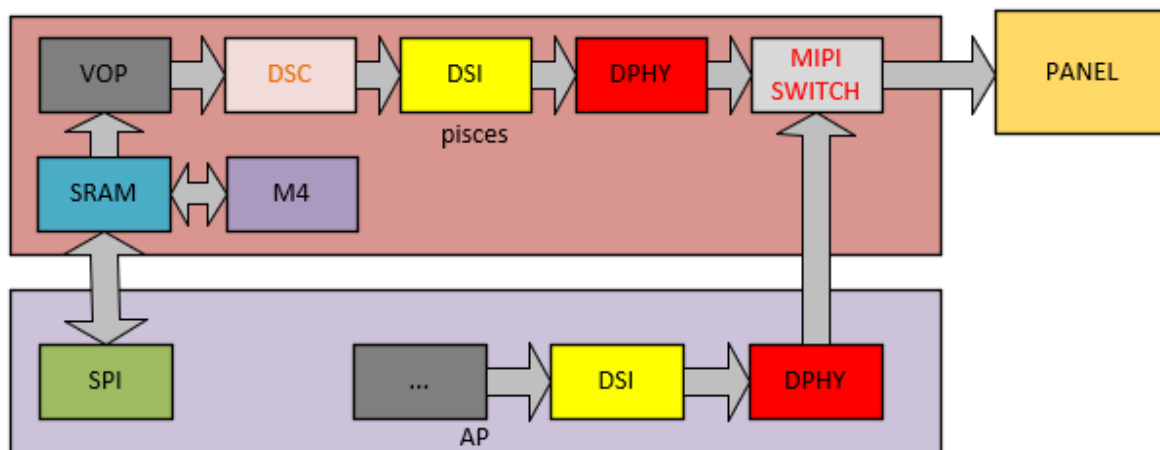 VOP
DSC
DSI
DPHY
MIPI
SWITCH
PANEL
pisces
SRAM
M4
SPI
...
DSI
DPHY
AP